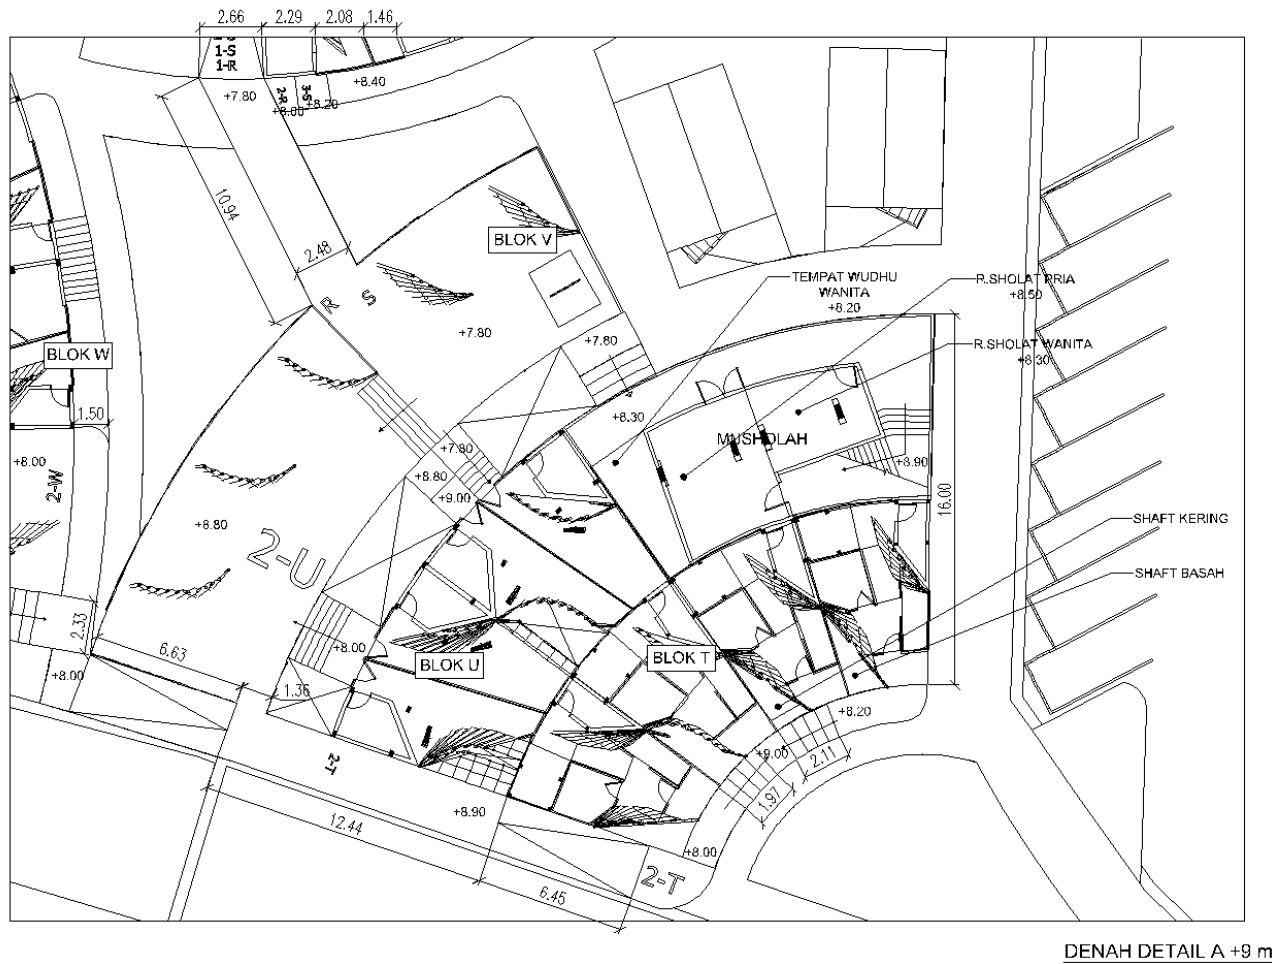 2.66 2.29 2.08 1.46
1-S
1-R
+7.80
2-R
3-S
+8.00
+8.20
+8.40
10.94
2.48
BLOK V
R S
+7.80
+7.80
TEMPAT WUDHU
WANITA
+8.20
R.SHOLAT PRIA
+8.50
R.SHOLAT WANITA
+8.30
BLOK W
1.50
+8.00
2-W
+8.30
MUSHOLAH
+7.80
+8.80
+9.00
+8.90
16.00
+8.80
2-U
SHAFT KERING
SHAFT BASAH
2.33
+8.00
6.63
1.36
+8.00
BLOK U
BLOK T
+8.20
+9.00
2.11
1.97
2-T
+8.90
12.44
+8.00
2-T
6.45
DENAH DETAIL A +9 m